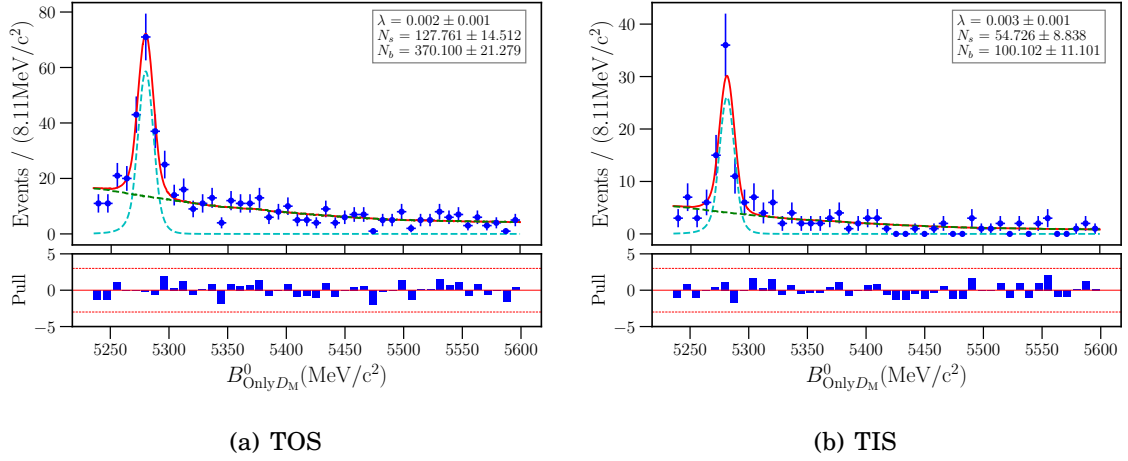 λ = 0.002 ± 0.001
N_s = 127.761 ± 14.512
N_b = 370.100 ± 21.279
Events / (8.11MeV/c²)
80
60
40
20
0
Pull
5
0
−5
5250 5300 5350 5400 5450 5500 5550 5600
B⁰_OnlyD_M (MeV/c²)
(a) TOS
λ = 0.003 ± 0.001
N_s = 54.726 ± 8.838
N_b = 100.102 ± 11.101
Events / (8.11MeV/c²)
40
30
20
10
0
Pull
5
0
−5
5250 5300 5350 5400 5450 5500 5550 5600
B⁰_OnlyD_M (MeV/c²)
(b) TIS